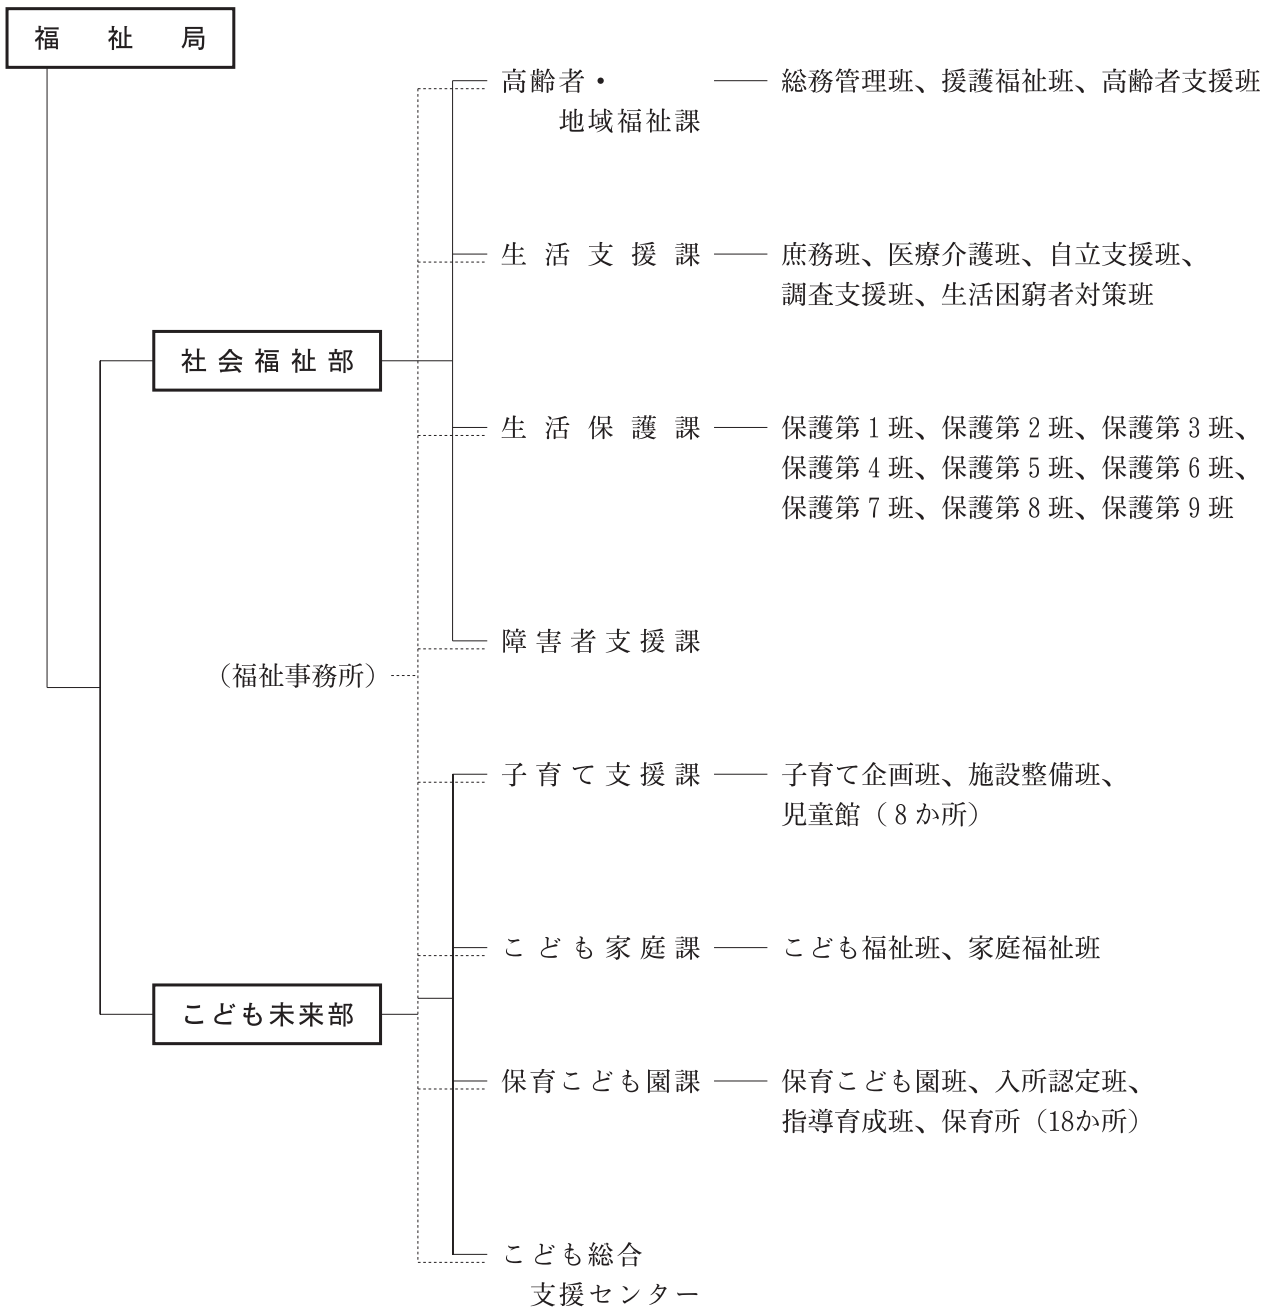 福祉局
高齢者・
地域福祉課
総務管理班、援護福祉班、高齢者支援班
生活支援課
庶務班、医療介護班、自立支援班、
調査支援班、生活困窮者対策班
社会福祉部
生活保護課
保護第1班、保護第2班、保護第3班、
保護第4班、保護第5班、保護第6班、
保護第7班、保護第8班、保護第9班
障害者支援課
（福祉事務所）
子育て支援課
子育て企画班、施設整備班、
児童館（8か所）
こども家庭課
こども福祉班、家庭福祉班
こども未来部
保育こども園課
保育こども園班、入所認定班、
指導育成班、保育所（18か所）
こども総合
支援センター